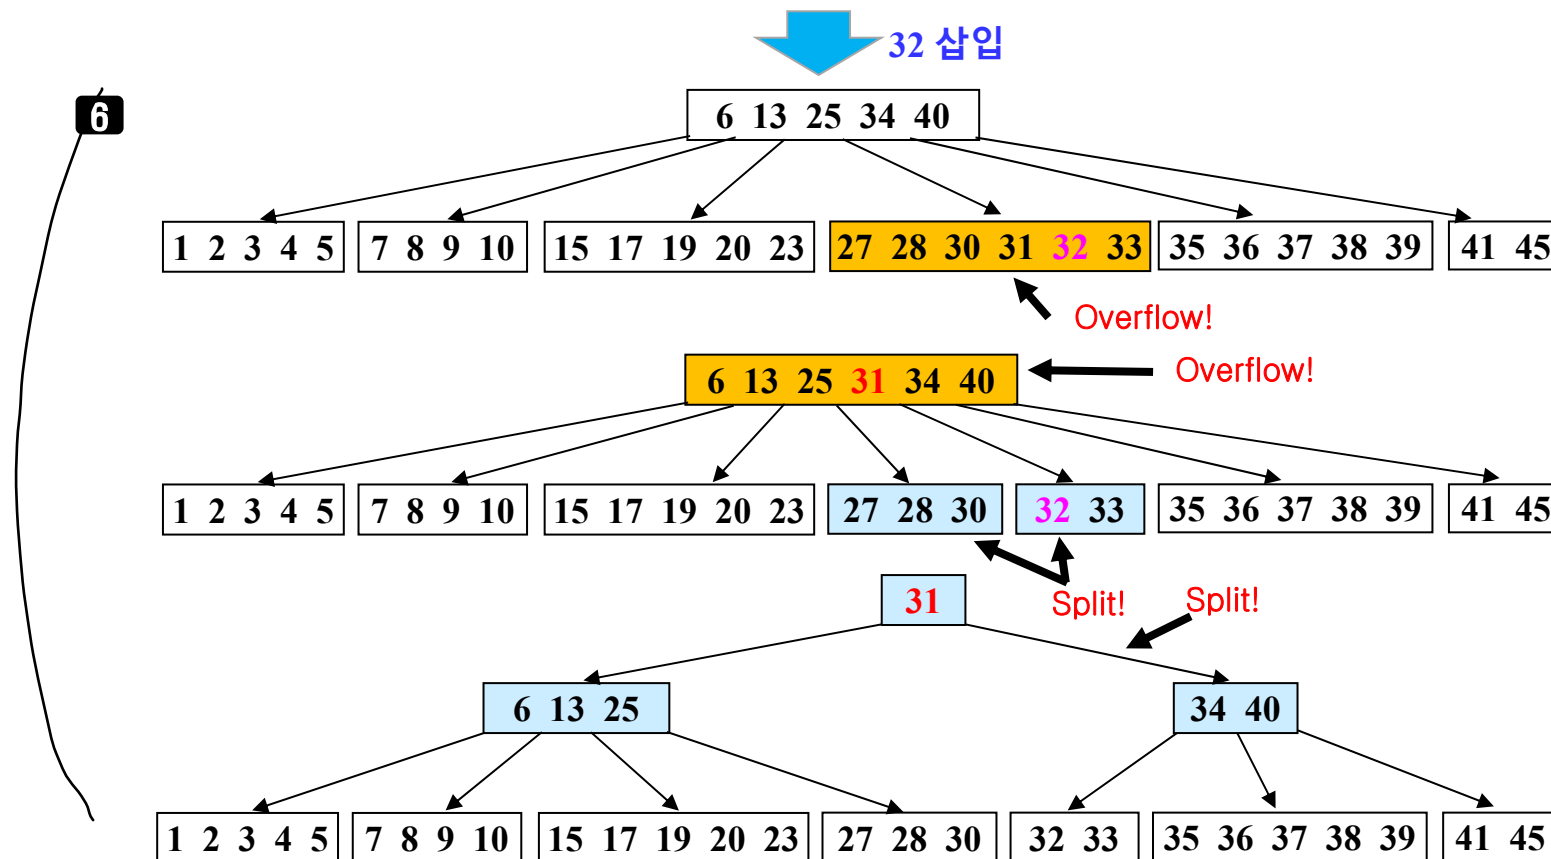 32 삽입
6
6 13 25 34 40
1 2 3 4 5 7 8 9 10 15 17 19 20 23 27 28 30 31 32 33 35 36 37 38 39 41 45
Overflow!
6 13 25 31 34 40 Overflow!
1 2 3 4 5 7 8 9 10 15 17 19 20 23 27 28 30 32 33 35 36 37 38 39 41 45
31 Split! Split!
6 13 25 34 40
1 2 3 4 5 7 8 9 10 15 17 19 20 23 27 28 30 32 33 35 36 37 38 39 41 45